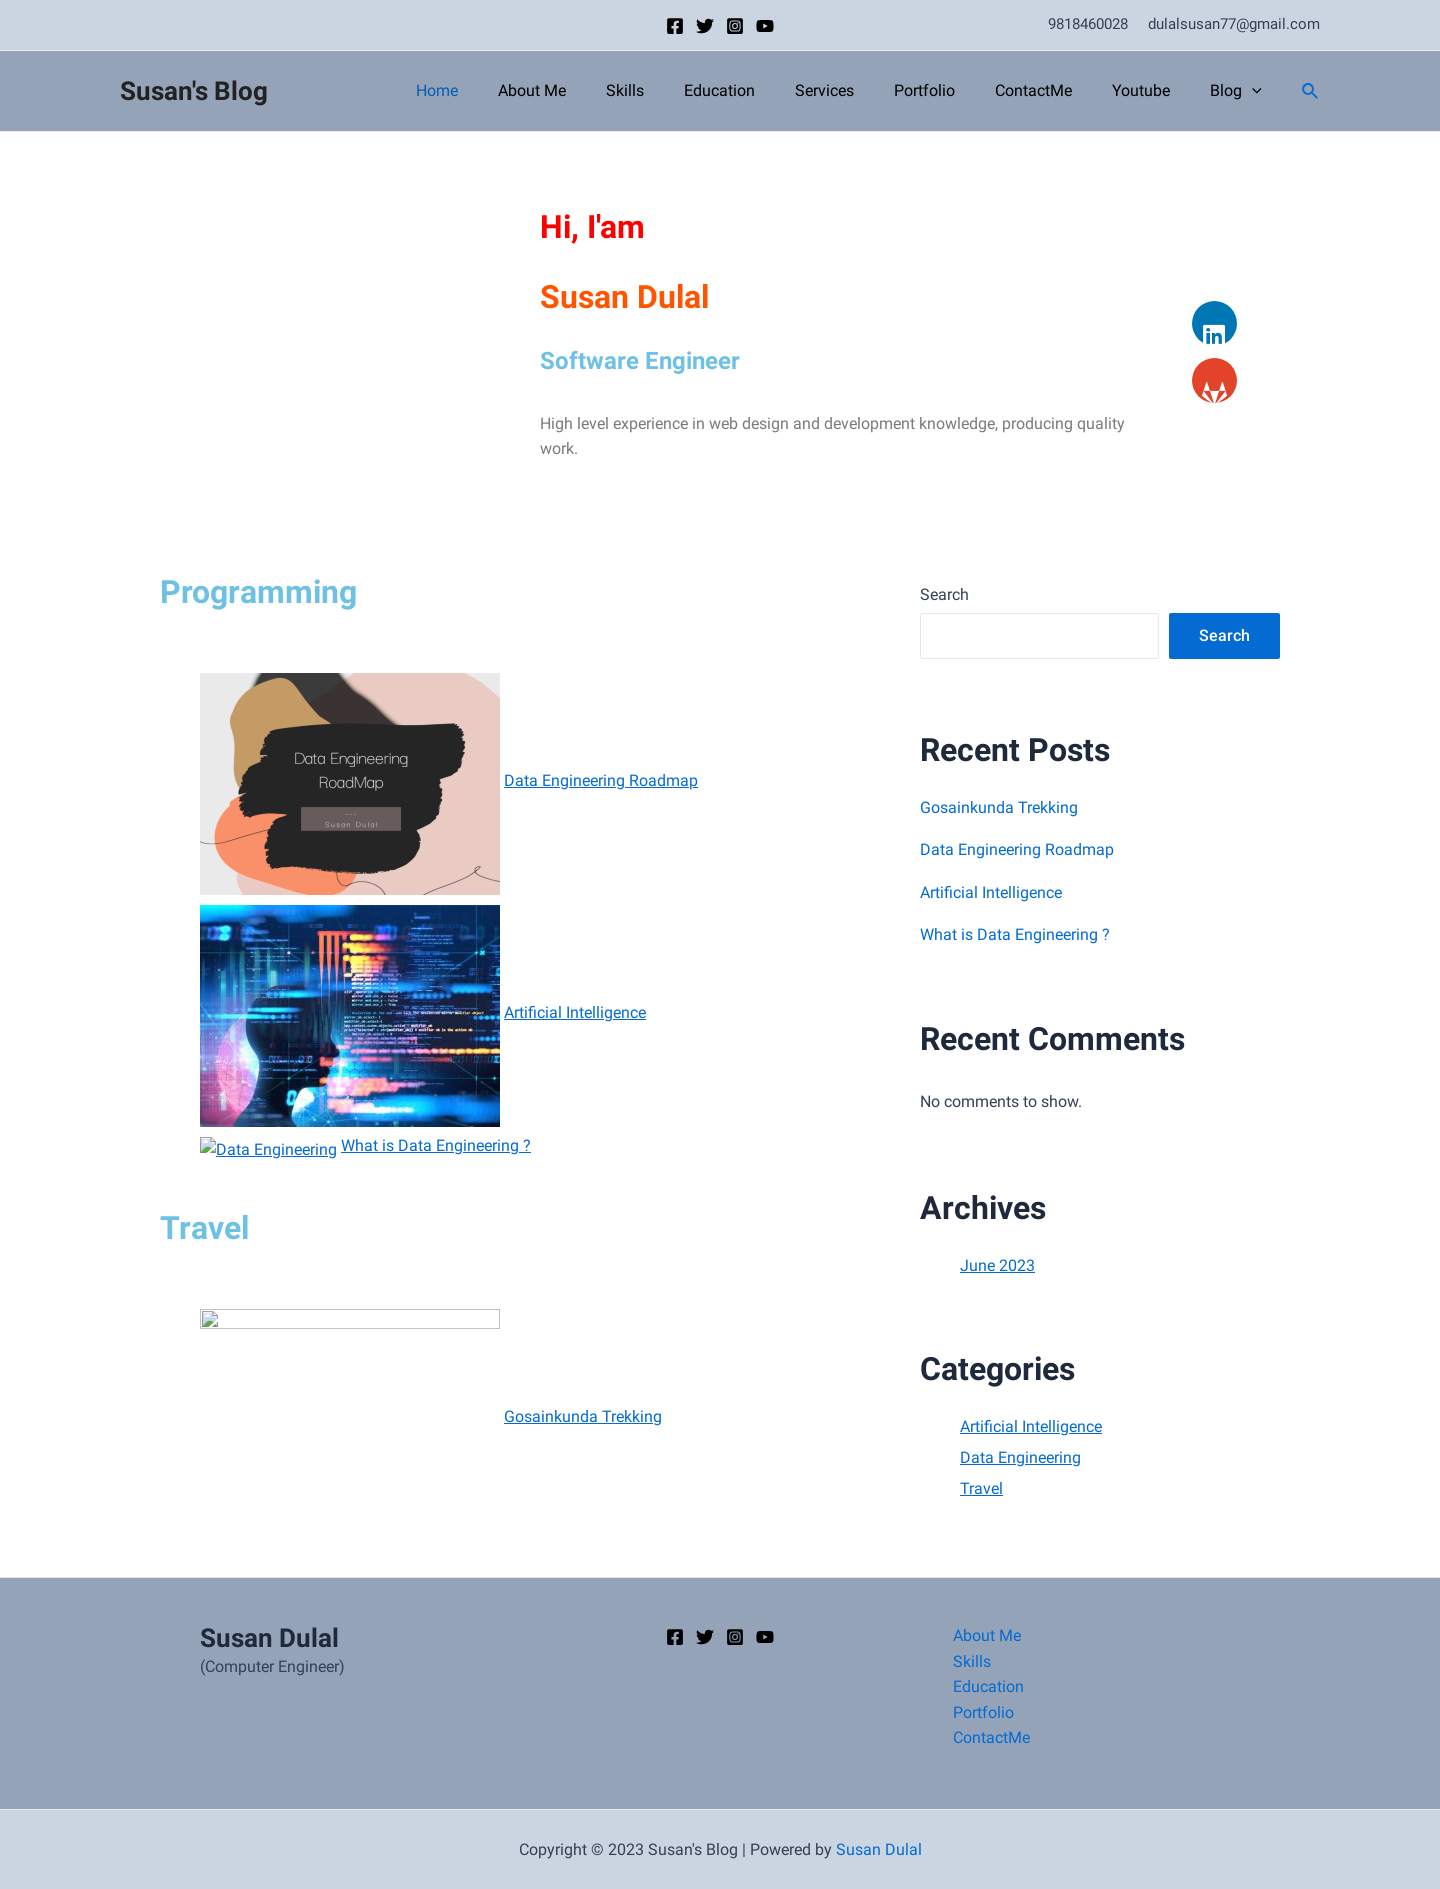 9818460028 dulalsusan77@gmail.com
Susan's Blog
Home About Me Skills Education Services Portfolio ContactMe Youtube Blog
Hi, I'am
Susan Dulal
Software Engineer
High level experience in web design and development knowledge, producing quality
work.
Programming
Data Engineering
RoadMap
Susan Dulal
Data Engineering Roadmap
Artificial Intelligence
Data Engineering What is Data Engineering ?
Travel
Gosainkunda Trekking
Search
Search
Recent Posts
Gosainkunda Trekking
Data Engineering Roadmap
Artificial Intelligence
What is Data Engineering ?
Recent Comments
No comments to show.
Archives
June 2023
Categories
Artificial Intelligence
Data Engineering
Travel
Susan Dulal
(Computer Engineer)
About Me
Skills
Education
Portfolio
ContactMe
Copyright © 2023 Susan's Blog | Powered by Susan Dulal